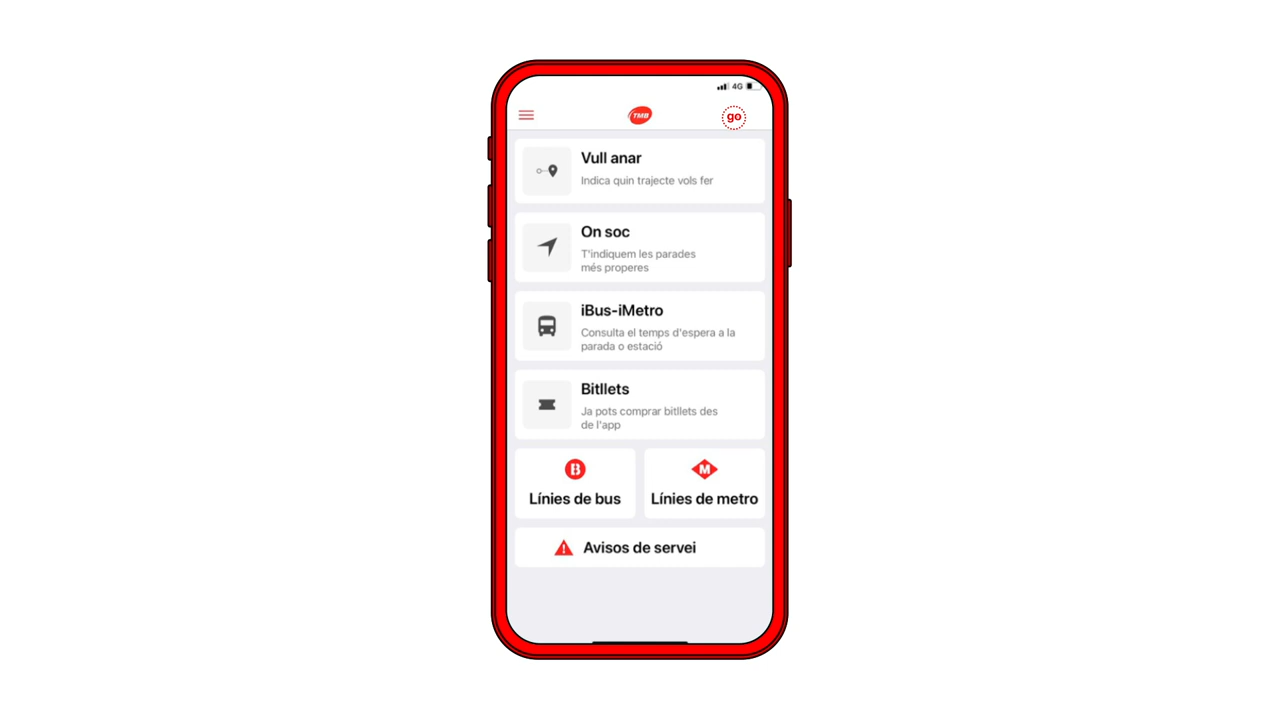 4G
TMB
go
Vull anar
Indica quin trajecte vols fer
On soc
T'indiquem les parades
més properes
iBus-iMetro
Consulta el temps d'espera a la
parada o estació
Bitllets
Ja pots comprar bitllets des
de l'app
B
M
Línies de bus
Línies de metro
Avisos de servei